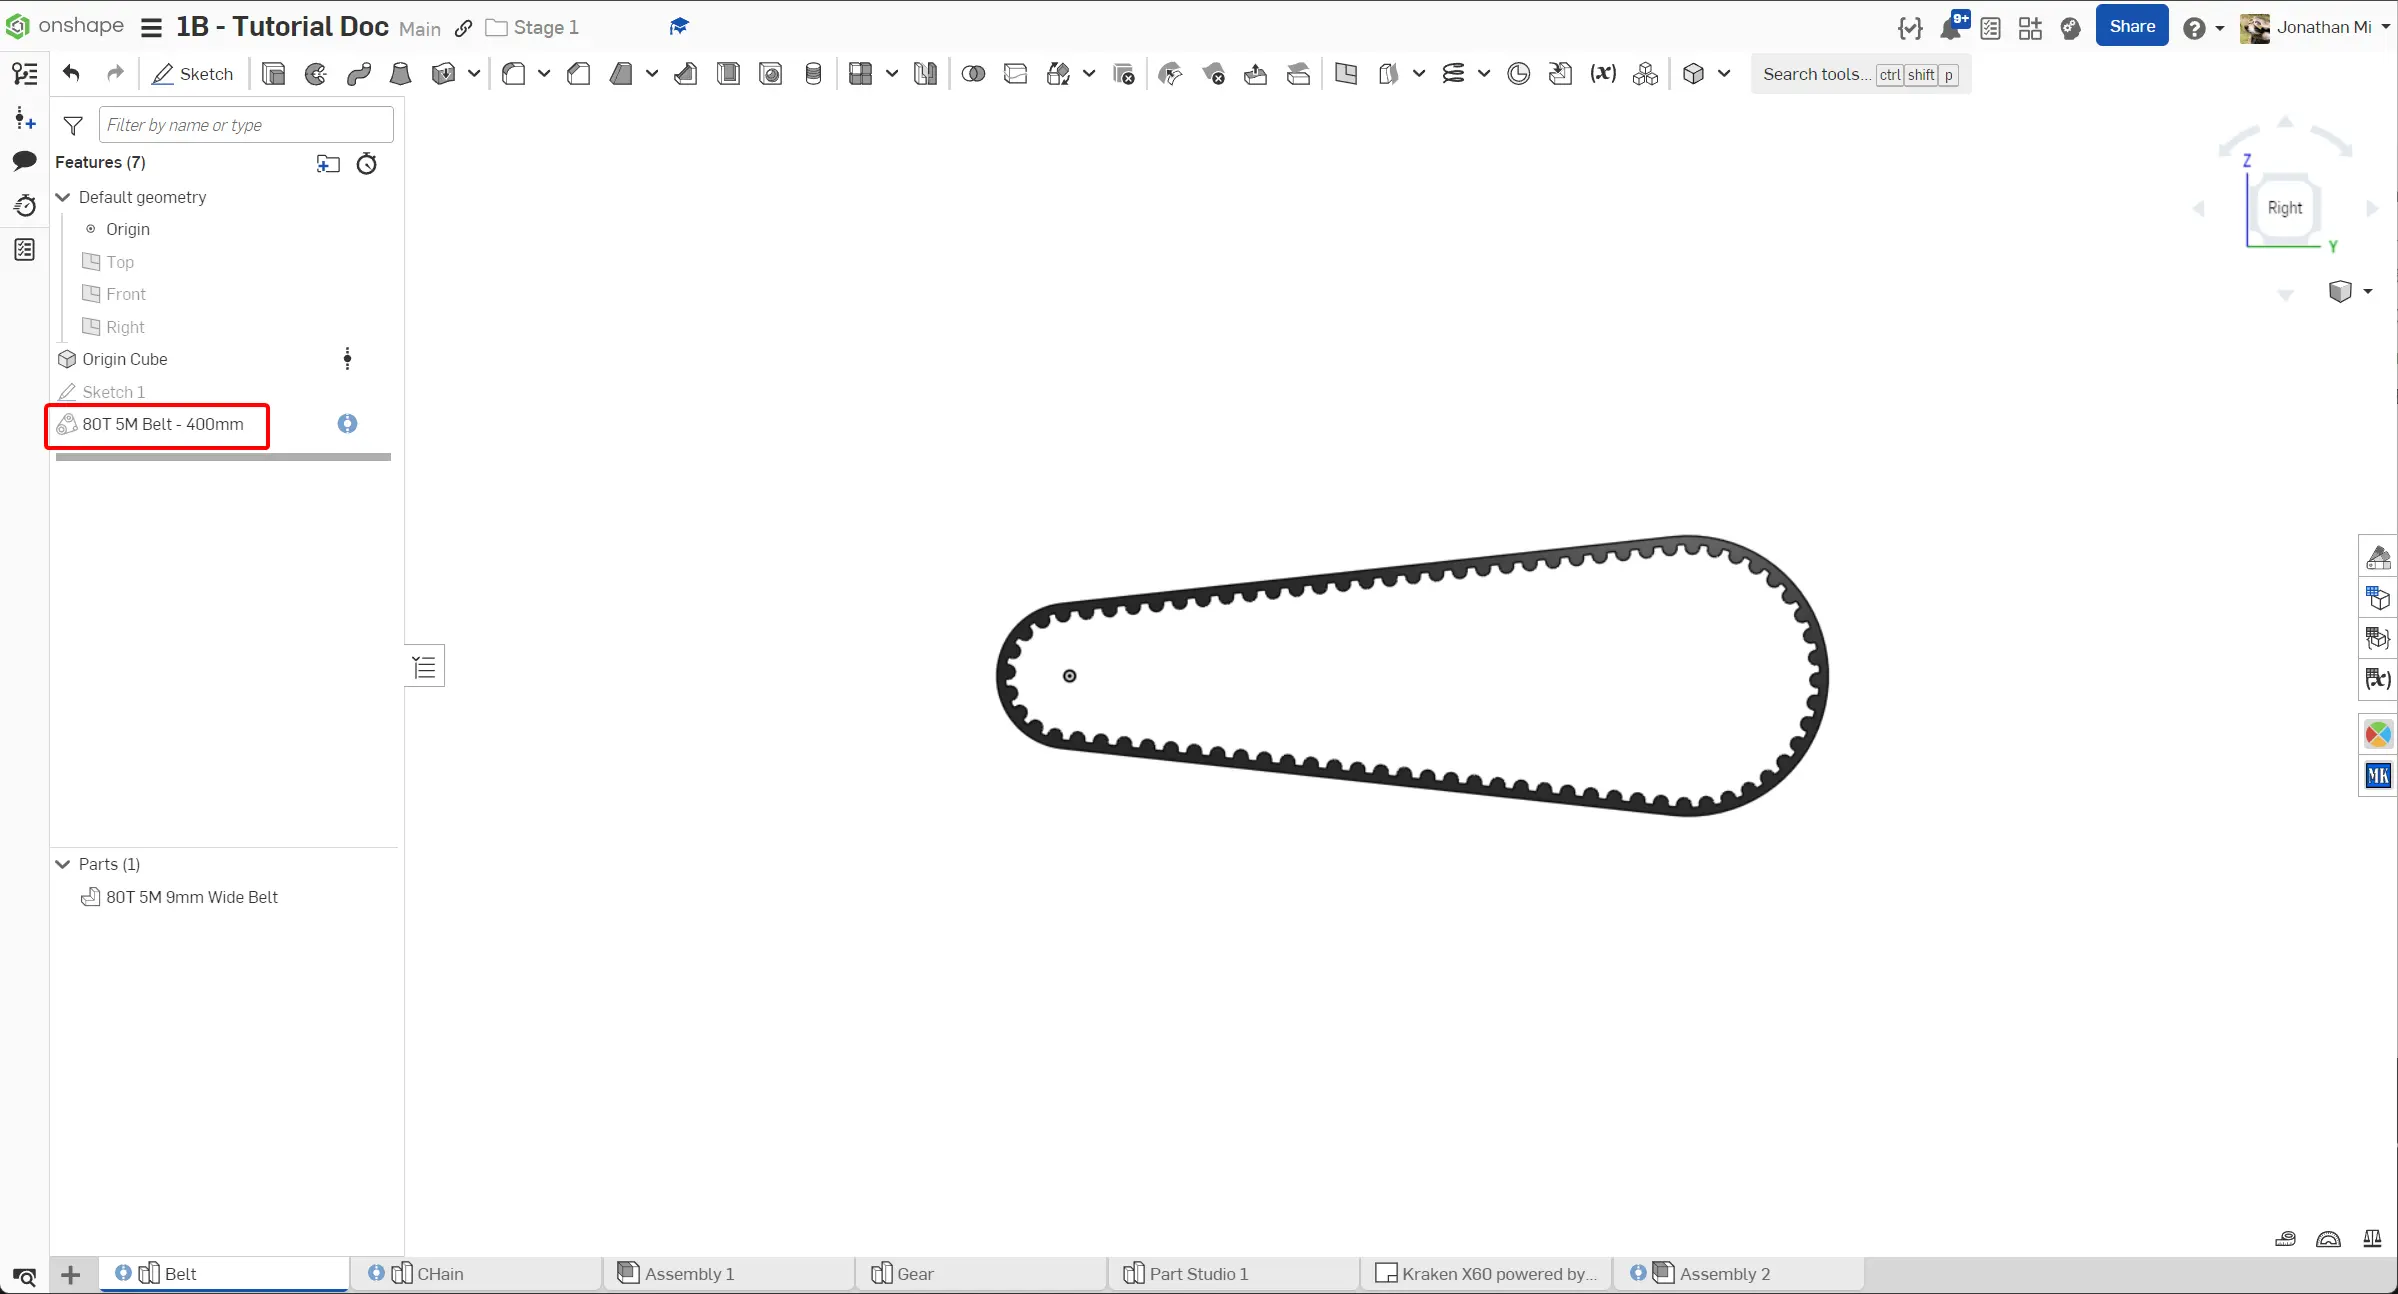 onshape 1B - Tutorial Doc Main Stage 1
9+ Share Jonathan Mi
Sketch
(x)
Search tools... ctrl shift p
Filter by name or type
Features (7)
Default geometry
Origin
Top
Front
Right
Origin Cube
Sketch 1
80T 5M Belt - 400mm
Parts (1)
80T 5M 9mm Wide Belt
Z
Right
Y
(x)
MK
Belt
CHain
Assembly 1
Gear
Part Studio 1
Kraken X60 powered by...
Assembly 2